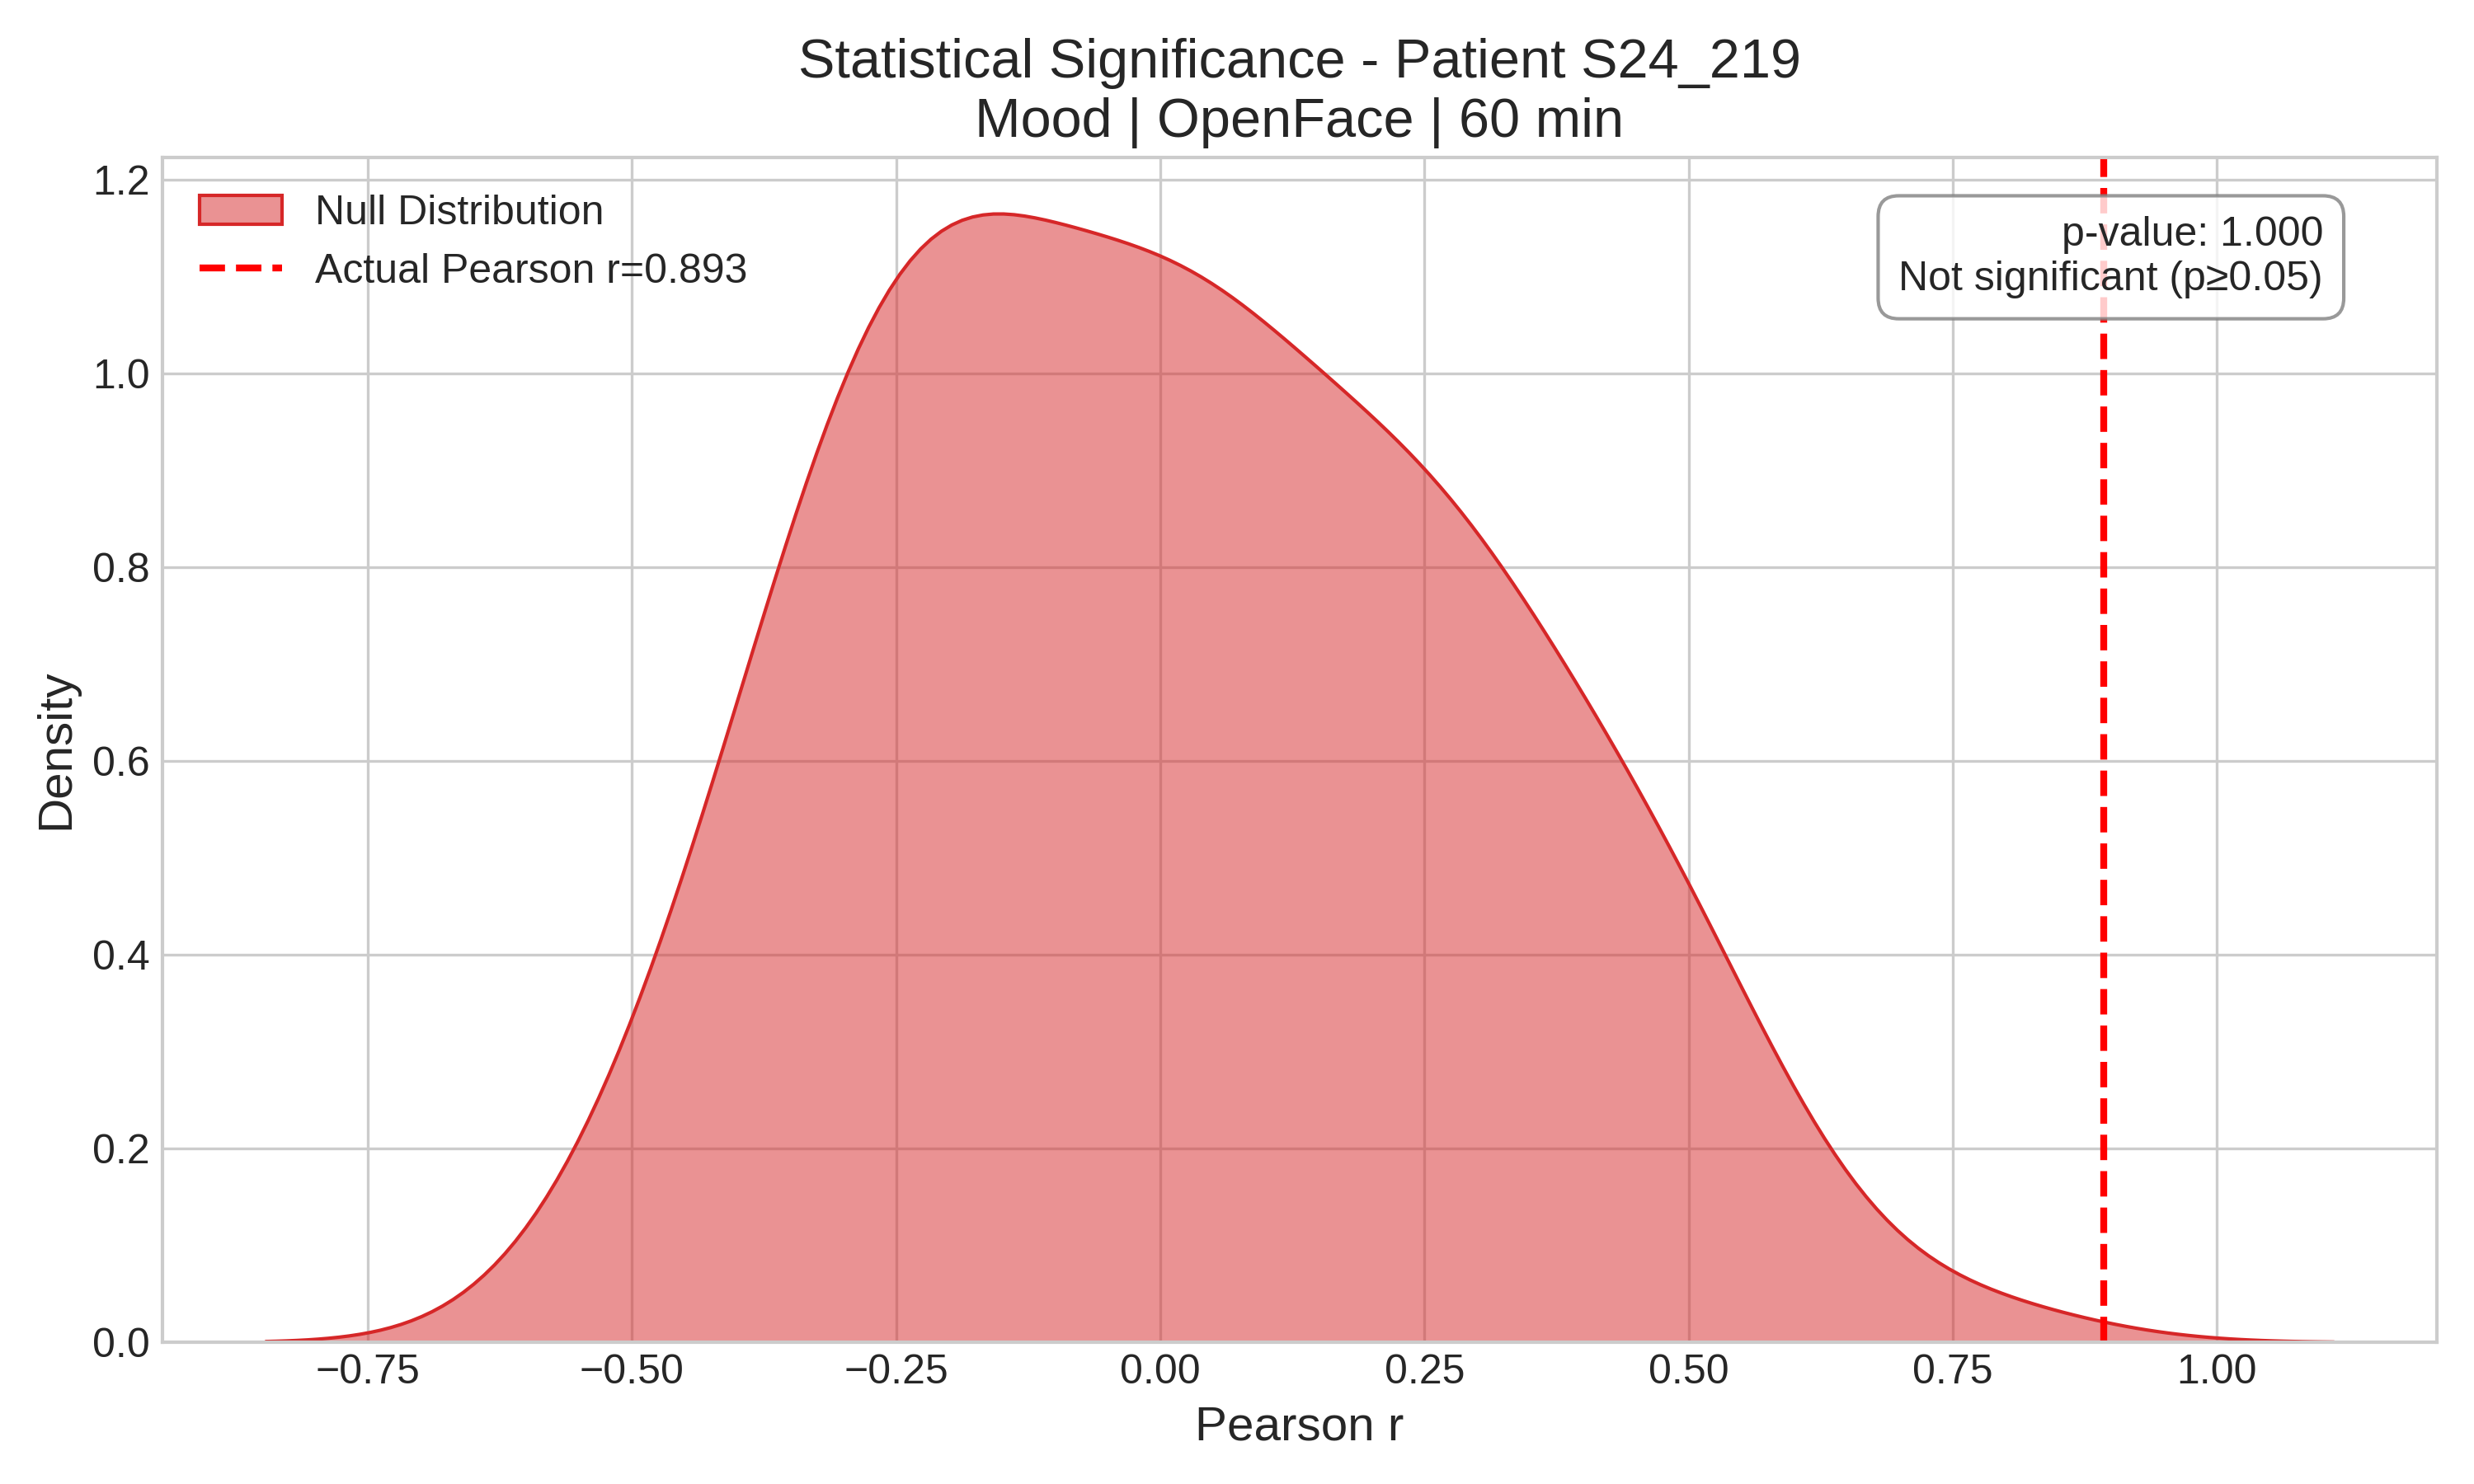 Statistical Significance - Patient S24_219
Mood | OpenFace | 60 min
Null Distribution
Actual Pearson r=0.893
p-value: 1.000
Not significant (p≥0.05)
Density
1.2
1.0
0.8
0.6
0.4
0.2
0.0
−0.75 −0.50 −0.25 0.00 0.25 0.50 0.75 1.00
Pearson r